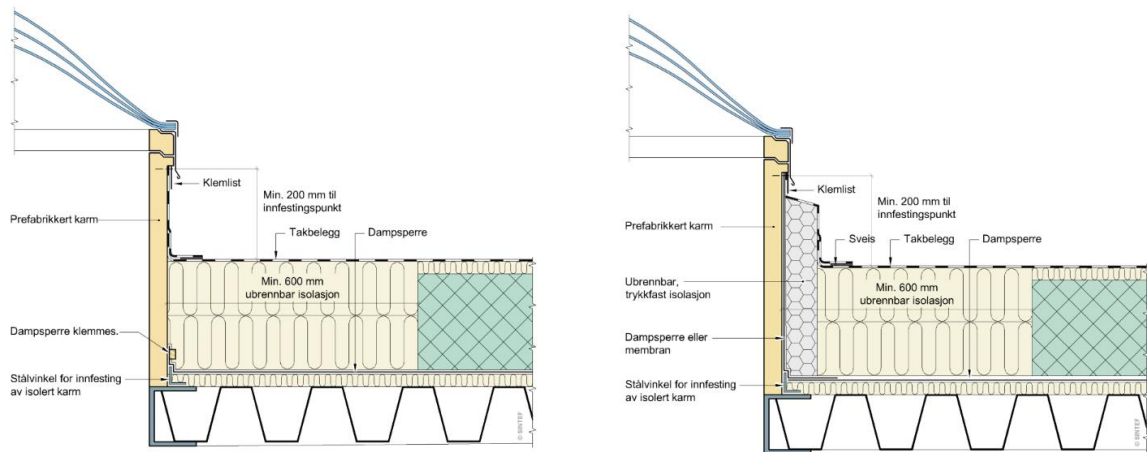 Klemlist
Min. 200 mm til
innfestingspunkt
Prefabrikkert karm
Takbelegg
Dampsperre
Min. 600 mm
ubrennbar isolasjon
Dampsperre klemmes.
Stålvinkel for innfesting
av isolert karm
© SINTEF
Klemlist
Min. 200 mm til
innfestingspunkt
Prefabrikkert karm
Sveis
Takbelegg
Dampsperre
Ubrennbar,
trykkfast isolasjon
Min. 600 mm
ubrennbar isolasjon
Dampsperre eller
membran
Stålvinkel for innfesting
av isolert karm
© SINTEF